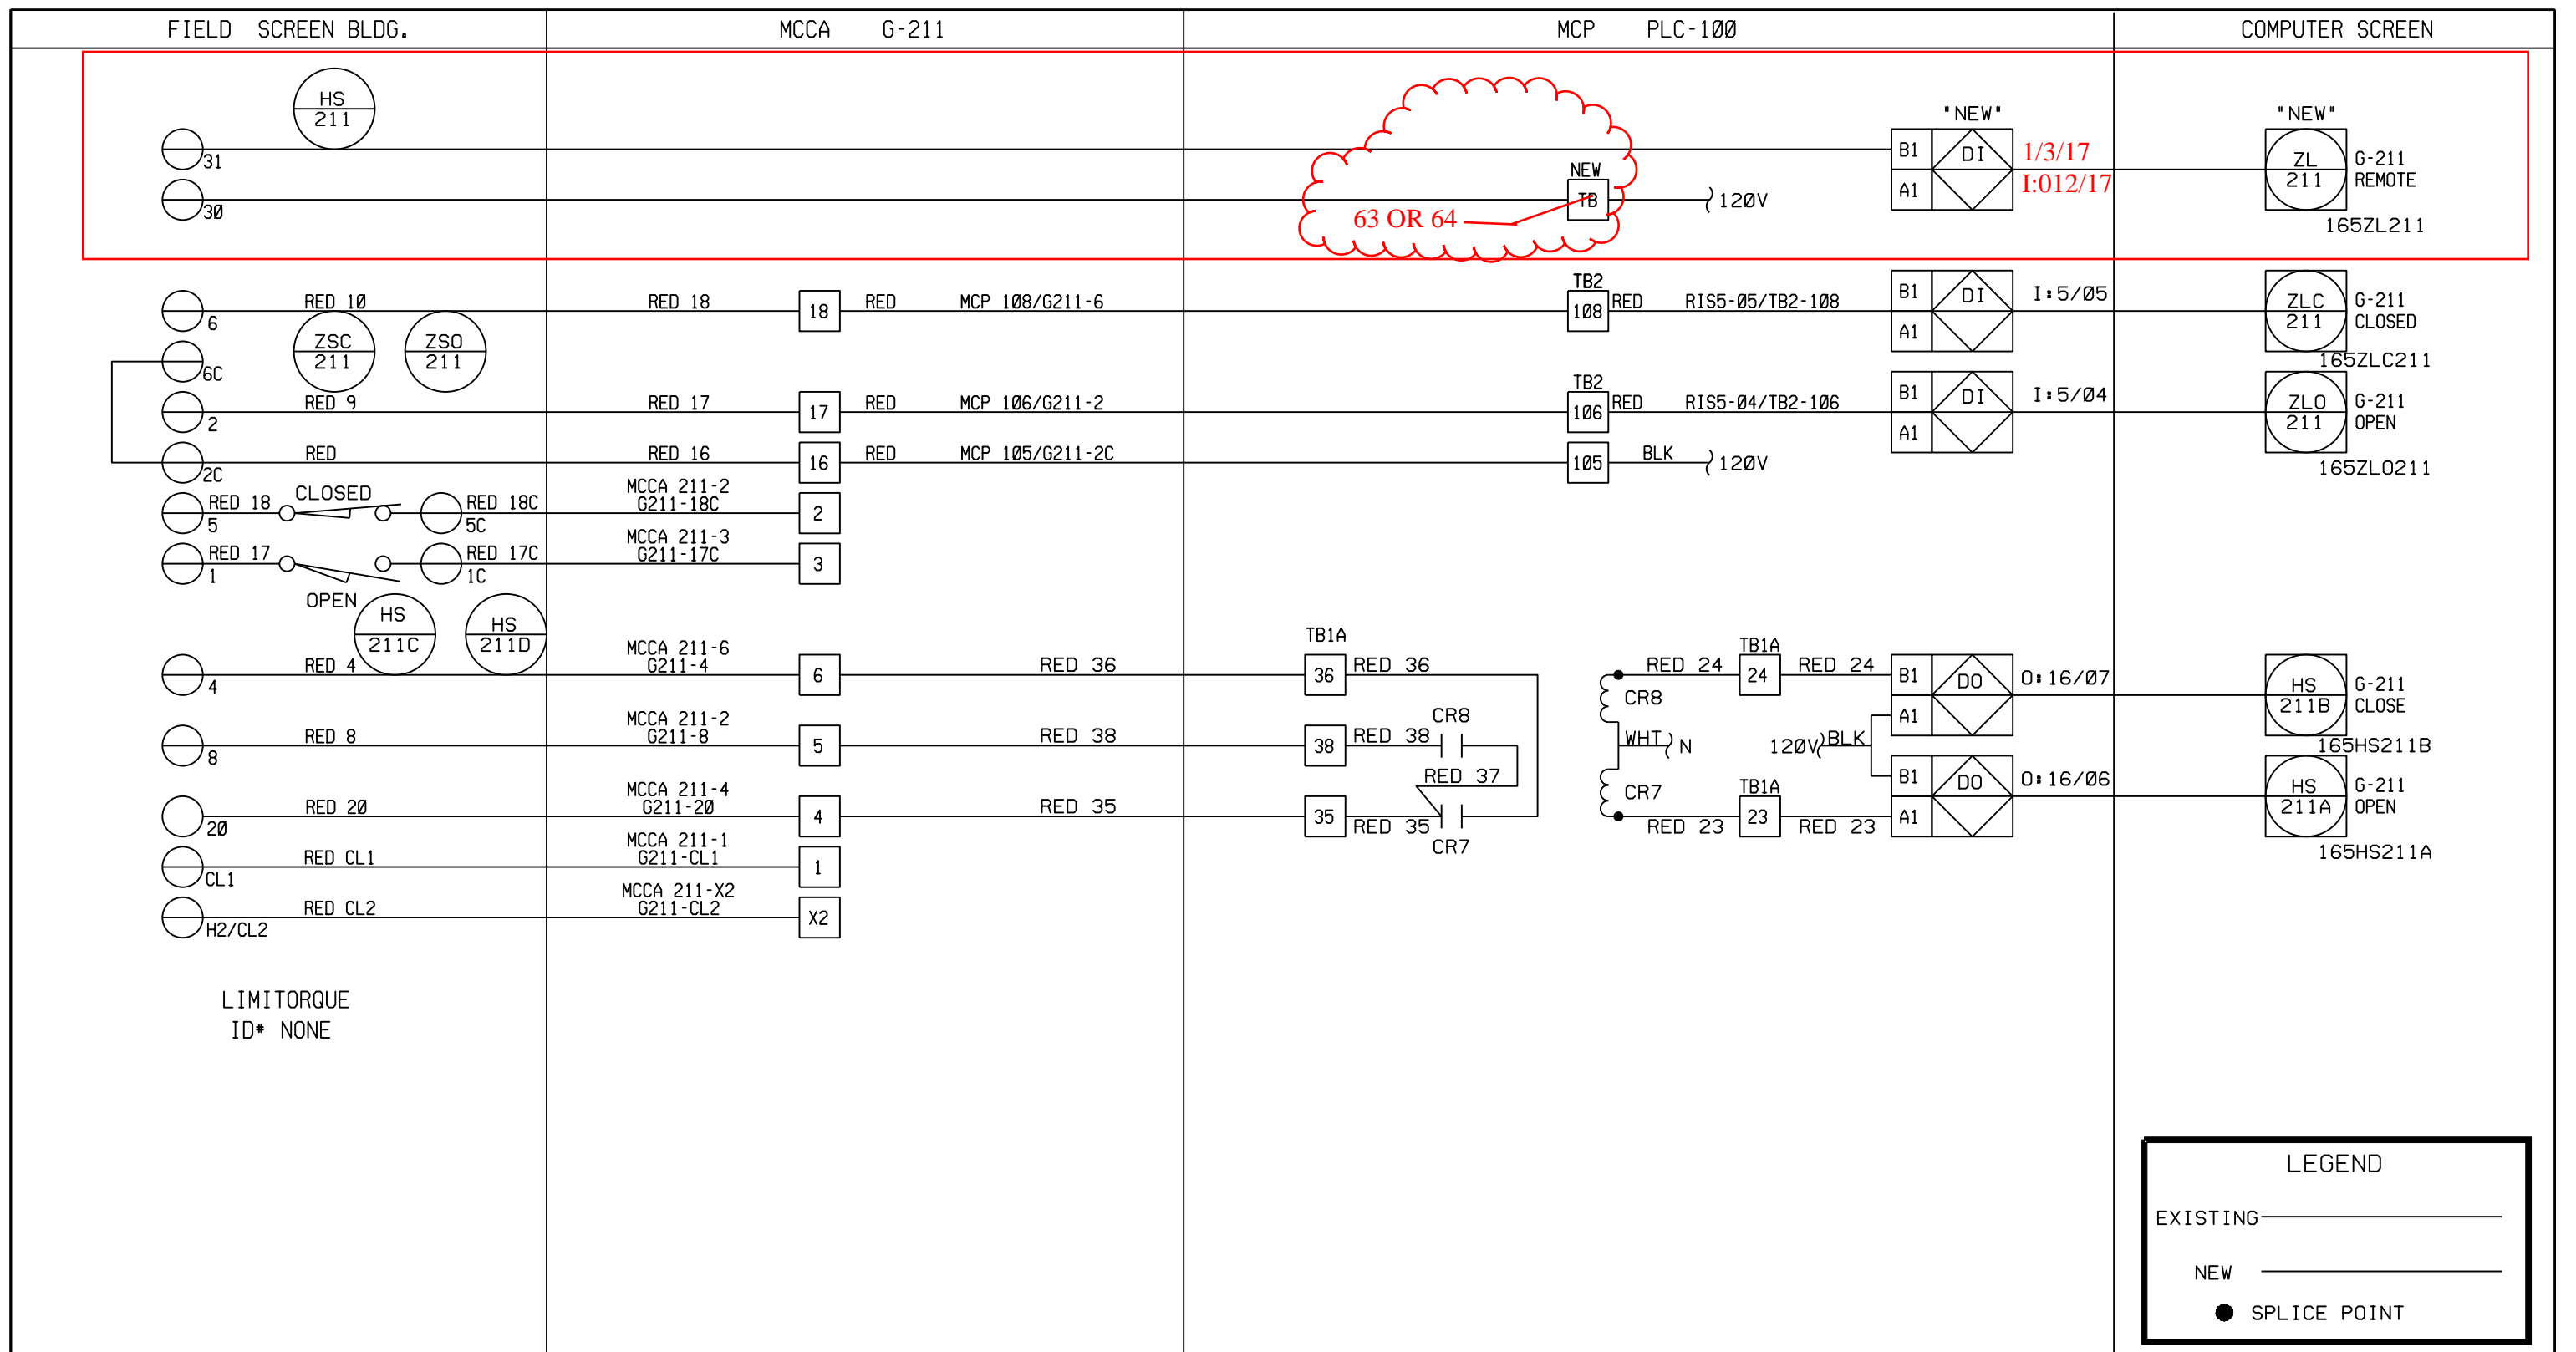 FIELD SCREEN BLDG.
MCCA G-211
MCP PLC-100
COMPUTER SCREEN
HS
211
31
30
NEW
TB
120V
63 OR 64
"NEW"
B1
A1
DI
1/3/17
I:012/17
"NEW"
ZL
211
G-211
REMOTE
165ZL211
6
RED 10
RED 18
18
RED
MCP 108/G211-6
TB2
108
RED
RIS5-05/TB2-108
B1
A1
DI
I:5/05
ZLC
211
G-211
CLOSED
165ZLC211
ZSC
211
ZSO
211
6C
2
RED 9
RED 17
17
RED
MCP 106/G211-2
TB2
106
RED
RIS5-04/TB2-106
B1
A1
DI
I:5/04
ZLO
211
G-211
OPEN
165ZLO211
2C
RED
RED 16
16
RED
MCP 105/G211-2C
105
BLK
120V
5
RED 18
CLOSED
RED 18C
5C
MCCA 211-2
G211-18C
2
1
RED 17
OPEN
RED 17C
1C
MCCA 211-3
G211-17C
3
HS
211C
HS
211D
4
RED 4
MCCA 211-6
G211-4
6
RED 36
TB1A
36
RED 36
CR8
RED 24
TB1A
24
RED 24
B1
A1
DO
O:16/07
HS
211B
G-211
CLOSE
165HS211B
8
RED 8
MCCA 211-2
G211-8
5
RED 38
38
RED 38
CR8
RED 37
WHT
N
120V
BLK
20
RED 20
MCCA 211-4
G211-20
4
RED 35
35
RED 35
CR7
CR7
RED 23
TB1A
23
RED 23
B1
A1
DO
O:16/06
HS
211A
G-211
OPEN
165HS211A
CL1
RED CL1
MCCA 211-1
G211-CL1
1
H2/CL2
RED CL2
MCCA 211-X2
G211-CL2
X2
LIMITORQUE
ID# NONE
LEGEND
EXISTING
NEW
SPLICE POINT